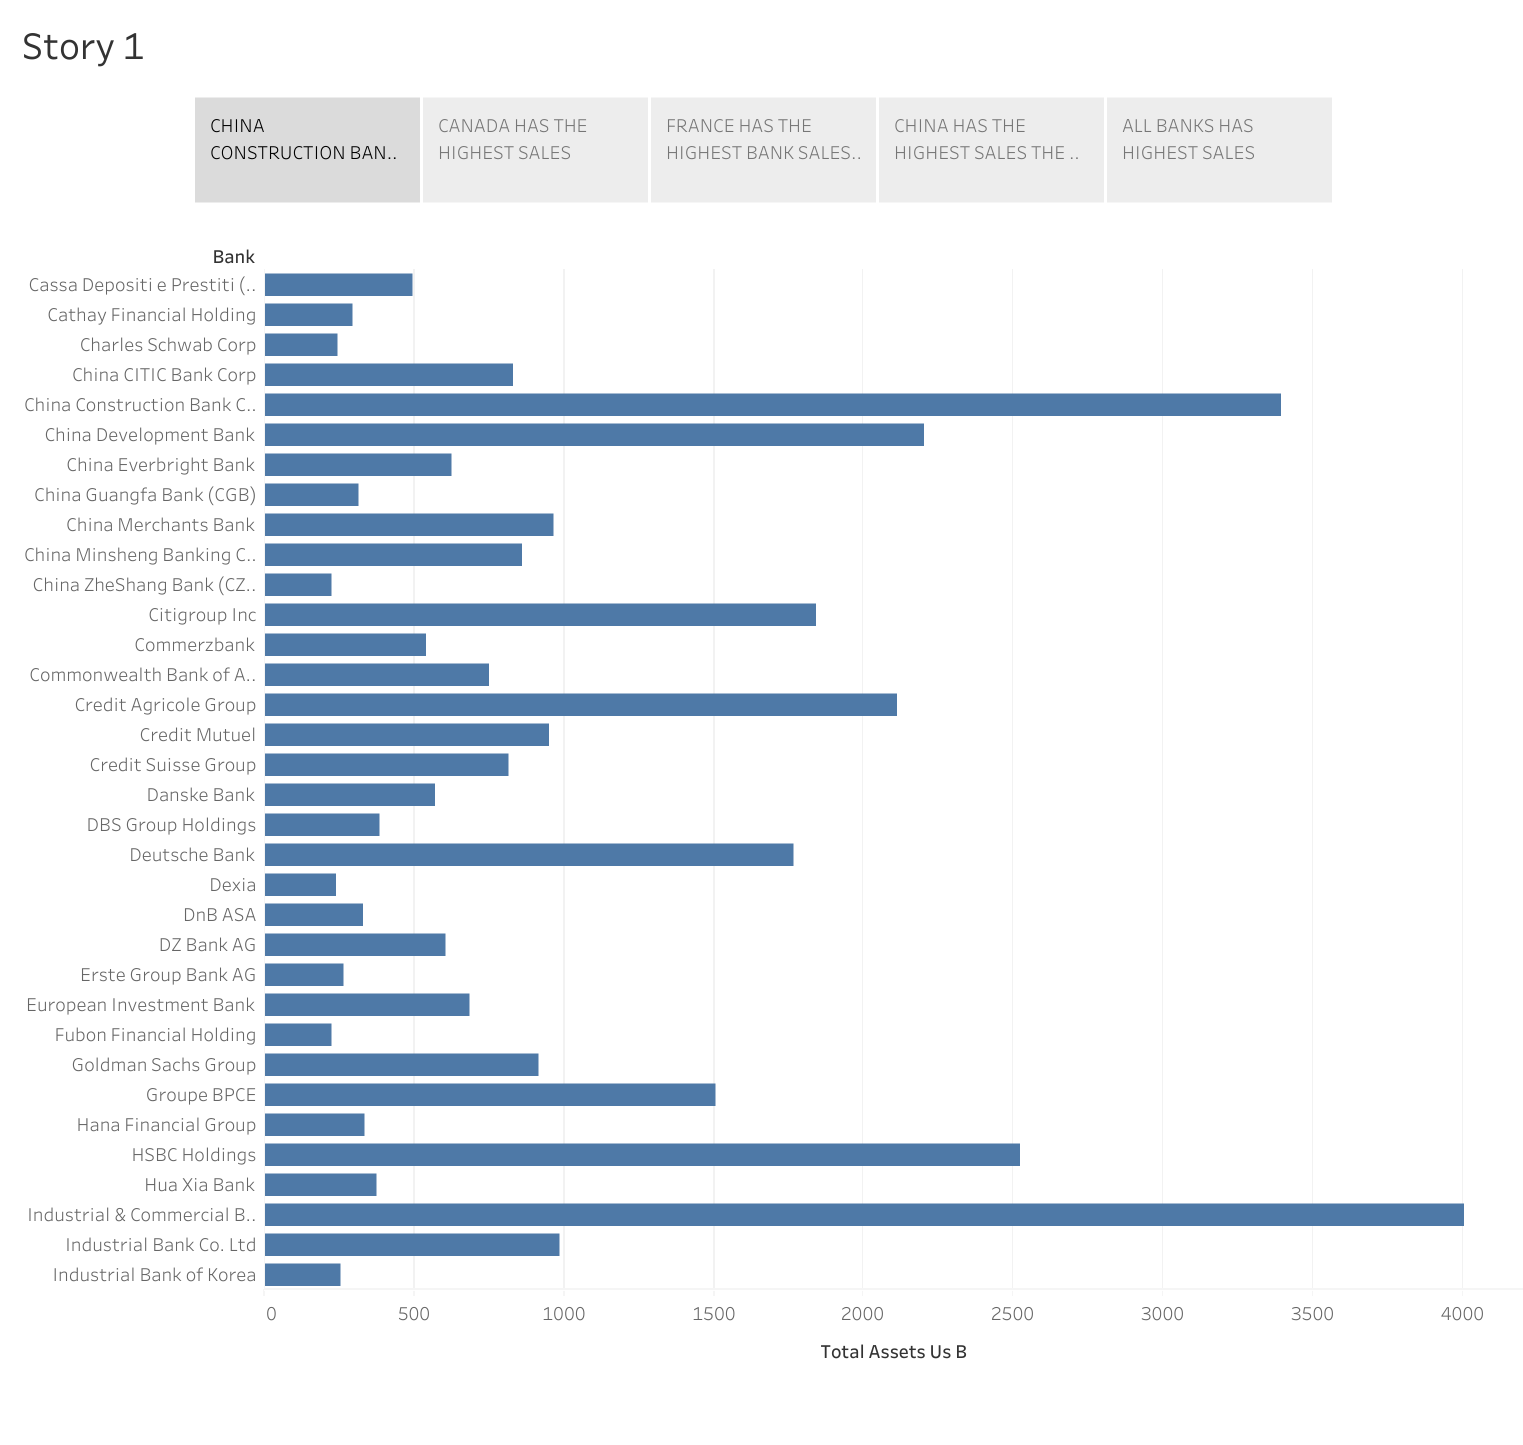 Story 1
CHINA
CONSTRUCTION BAN..
CANADA HAS THE
HIGHEST SALES
FRANCE HAS THE
HIGHEST BANK SALES..
CHINA HAS THE
HIGHEST SALES THE ..
ALL BANKS HAS
HIGHEST SALES
Bank
Cassa Depositi e Prestiti (..
Cathay Financial Holding
Charles Schwab Corp
China CITIC Bank Corp
China Construction Bank C..
China Development Bank
China Everbright Bank
China Guangfa Bank (CGB)
China Merchants Bank
China Minsheng Banking C..
China ZheShang Bank (CZ..
Citigroup Inc
Commerzbank
Commonwealth Bank of A..
Credit Agricole Group
Credit Mutuel
Credit Suisse Group
Danske Bank
DBS Group Holdings
Deutsche Bank
Dexia
DnB ASA
DZ Bank AG
Erste Group Bank AG
European Investment Bank
Fubon Financial Holding
Goldman Sachs Group
Groupe BPCE
Hana Financial Group
HSBC Holdings
Hua Xia Bank
Industrial & Commercial B..
Industrial Bank Co. Ltd
Industrial Bank of Korea
0 500 1000 1500 2000 2500 3000 3500 4000
Total Assets Us B